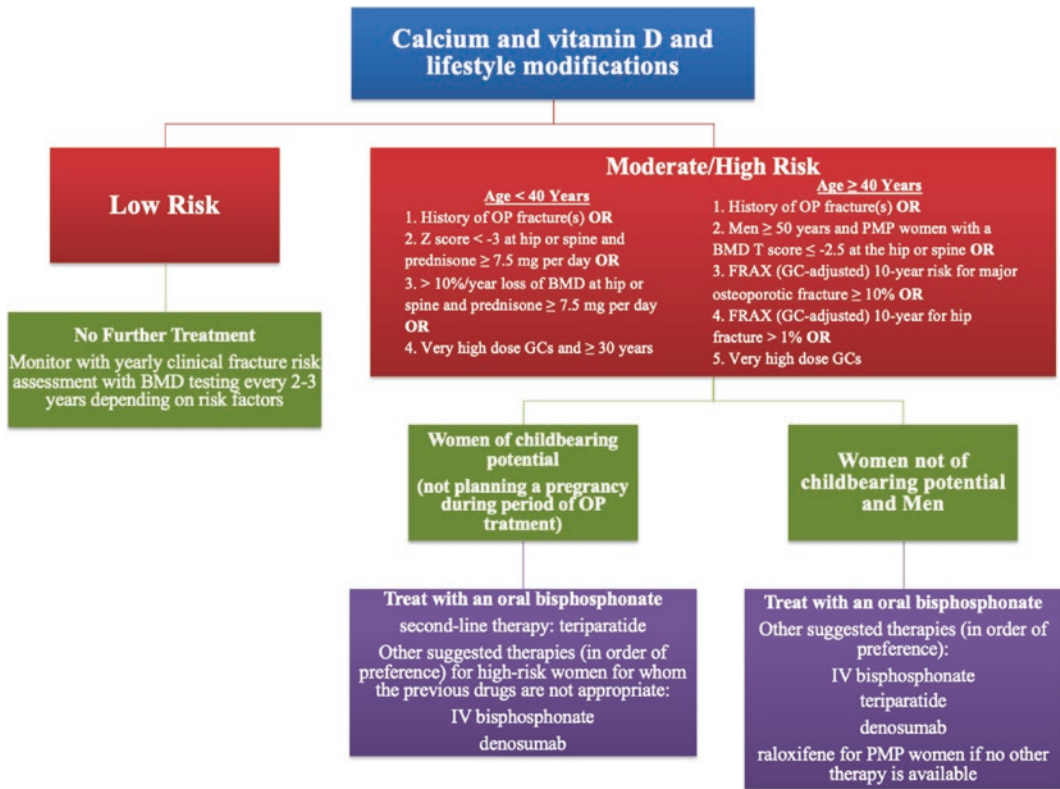 Calcium and vitamin D and
lifestyle modifications
Low Risk
No Further Treatment
Monitor with yearly clinical fracture risk
assessment with BMD testing every 2-3
years depending on risk factors
Moderate/High Risk
Age < 40 Years
1. History of OP fracture(s) OR
2. Z score < -3 at hip or spine and
prednisone ≥ 7.5 mg per day OR
3. > 10%/year loss of BMD at hip or
spine and prednisone ≥ 7.5 mg per day
OR
4. Very high dose GCs and ≥ 30 years
Age ≥ 40 Years
1. History of OP fracture(s) OR
2. Men ≥ 50 years and PMP women with a
BMD T score ≤ -2.5 at the hip or spine OR
3. FRAX (GC-adjusted) 10-year risk for major
osteoporotic fracture ≥ 10% OR
4. FRAX (GC-adjusted) 10-year for hip
fracture > 1% OR
5. Very high dose GCs
Women of childbearing
potential
(not planning a pregnancy
during period of OP
tratment)
Treat with an oral bisphosphonate
second-line therapy: teriparatide
Other suggested therapies (in order of
preference) for high-risk women for whom
the previous drugs are not appropriate:
IV bisphosphonate
denosumab
Women not of
childbearing potential
and Men
Treat with an oral bisphosphonate
Other suggested therapies (in order of
preference):
IV bisphosphonate
teriparatide
denosumab
raloxifene for PMP women if no other
therapy is available